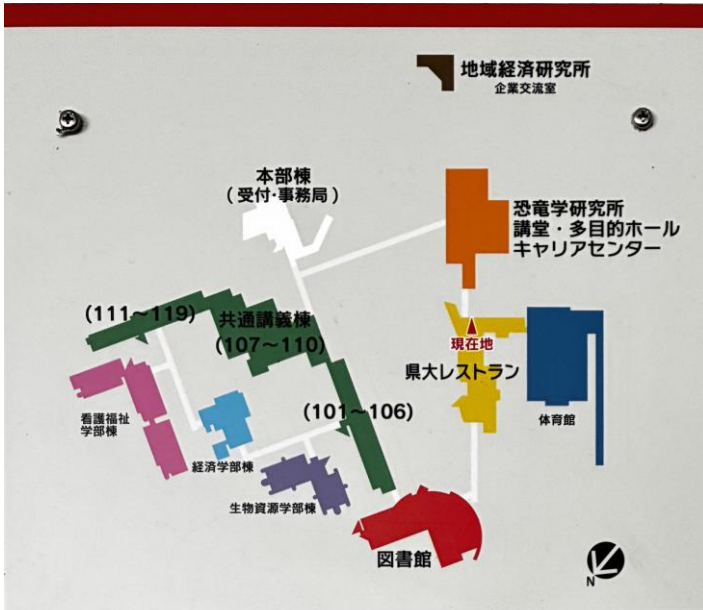 地域経済研究所
企業交流室
本部棟
(受付・事務局)
恐竜学研究所
講堂・多目的ホール
キャリアセンター
(111～119)
共通講義棟
(107～110)
現在地
県大レストラン
(101～106)
看護福祉
学部棟
体育館
経済学部棟
生物資源学部棟
図書館
N